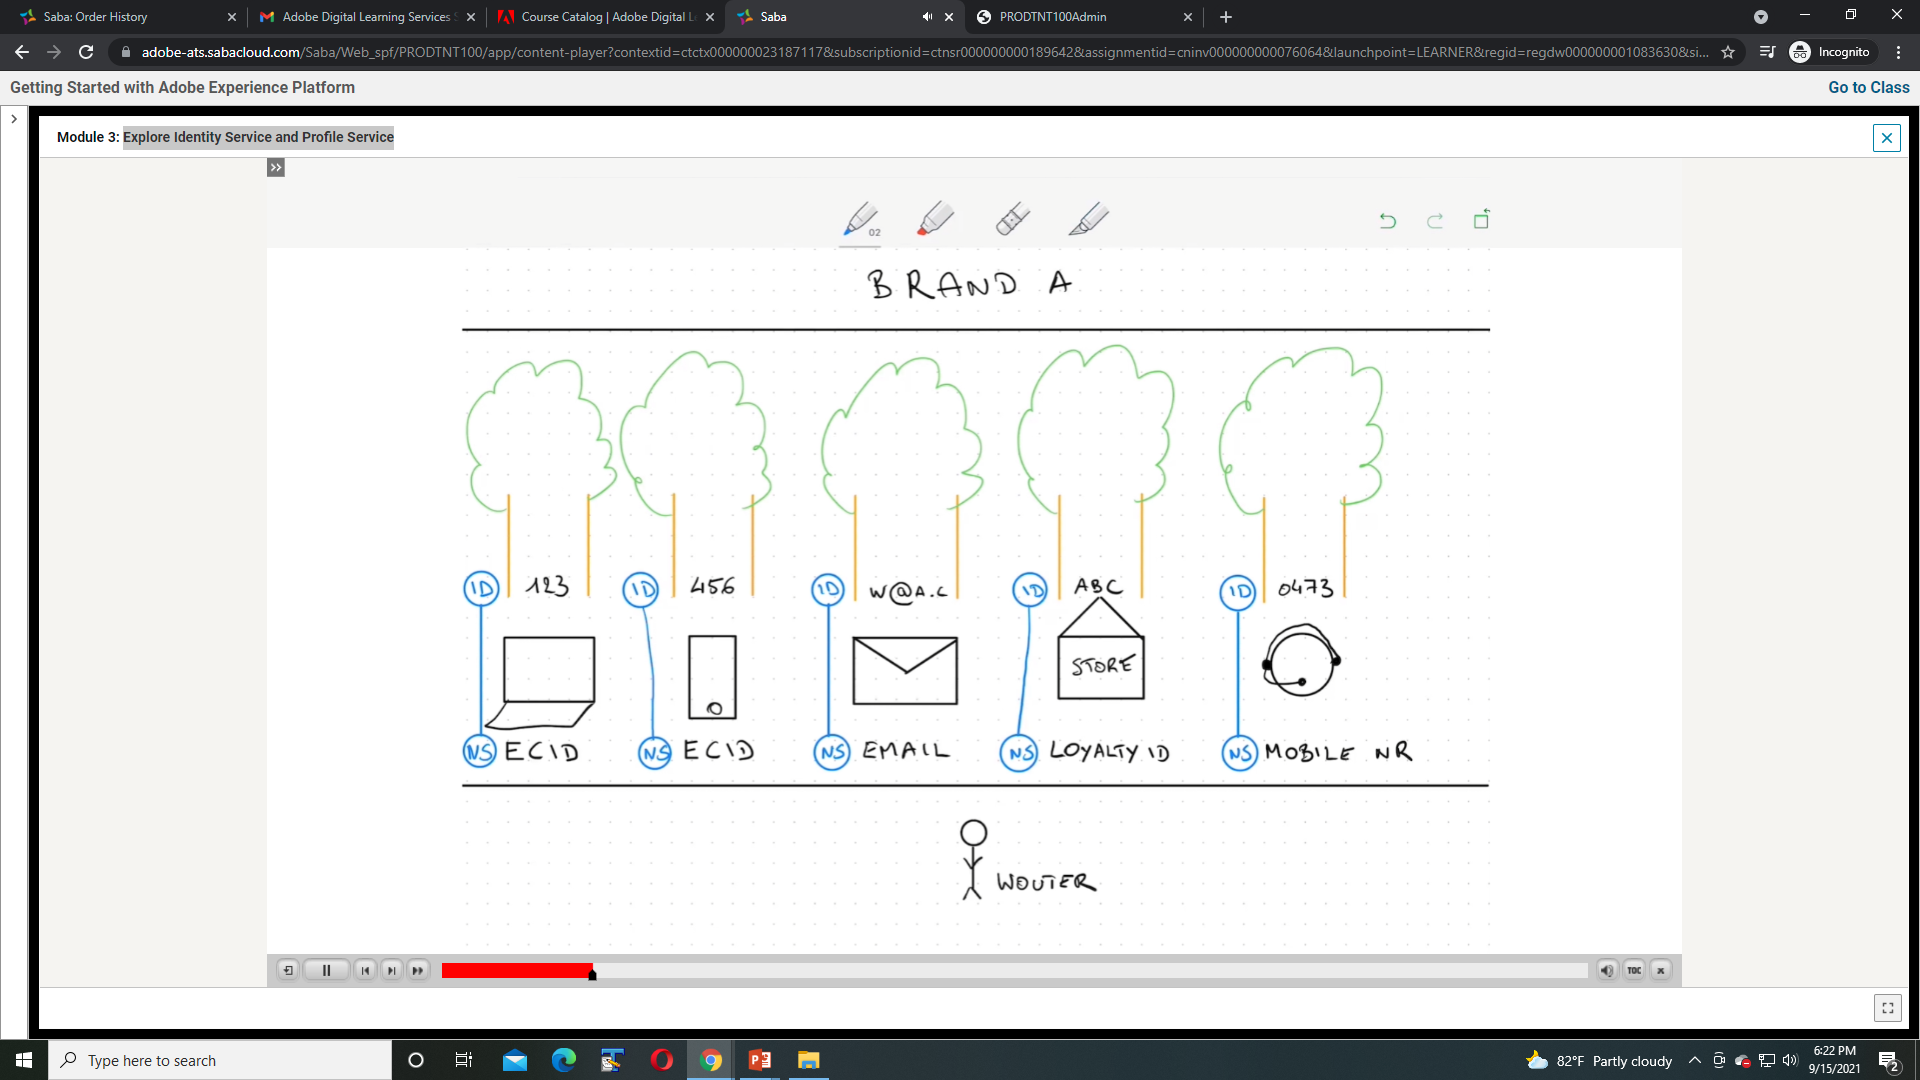 Saba: Order History
Adobe Digital Learning Services
Course Catalog | Adobe Digital L
Saba
PRODTNT100Admin
adobe-ats.sabacloud.com/Saba/Web_spf/PRODTNT100/app/content-player?contextid=ctctx000000023187117&subscriptionid=ctnsr000000000189642&assignmentid=cninv000000000076064&launchpoint=LEARNER&regid=regdw000000001083630&si...
Incognito
Getting Started with Adobe Experience Platform
Go to Class
Module 3: Explore Identity Service and Profile Service
02
BRAND A
ID 123 ID 456 ID W@A.C ID ABC ID 0473
STORE
NS ECID NS ECID NS EMAIL NS LOYALTY ID NS MOBILE NR
WOUTER
TOC
Type here to search
82°F Partly cloudy
6:22 PM
9/15/2021
2